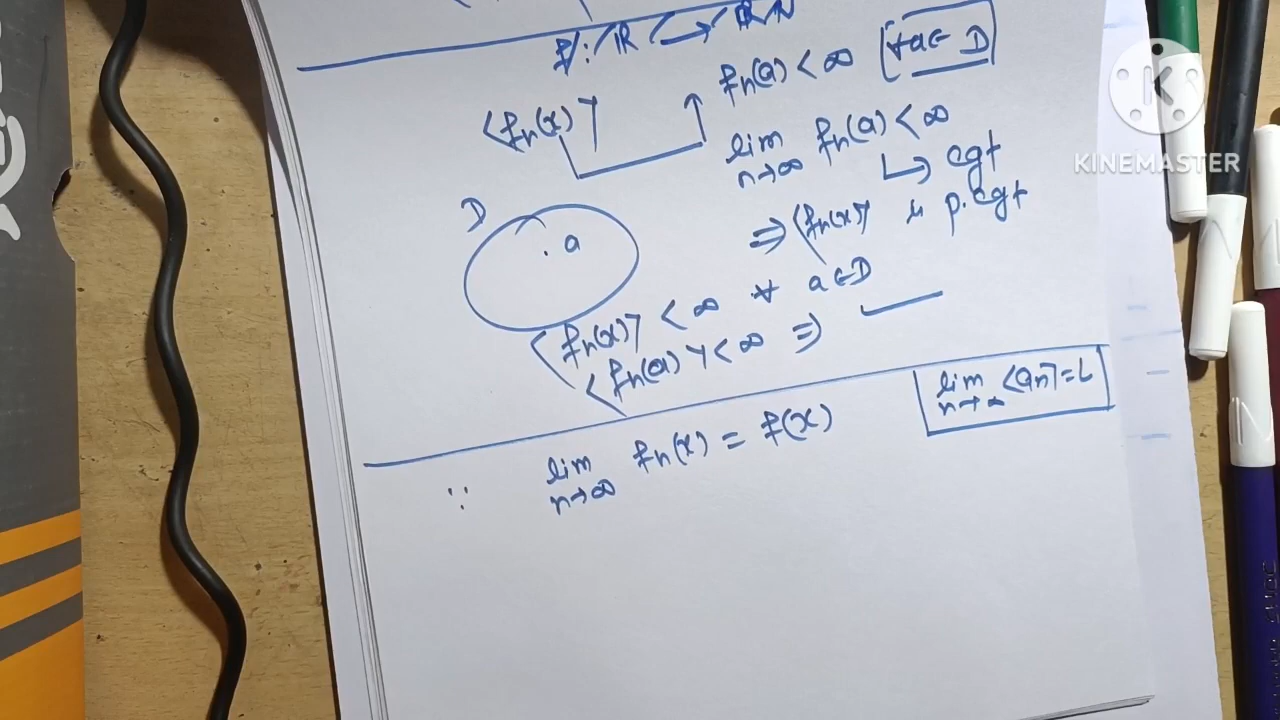 <fn(x)>
fn(a) < ∞ [∀ a ∈ D]
lim n→∞ fn(a) < ∞
↳ cgt
⇒ <fn(x)> is p.cgt
D
. a
<fn(x)> < ∞ ∀ a ∈ D
<fn(a)> < ∞ ⇒
lim n→∞ <an> = L
∵ lim n→∞ fn(x) = f(x)
K
KINEMASTER